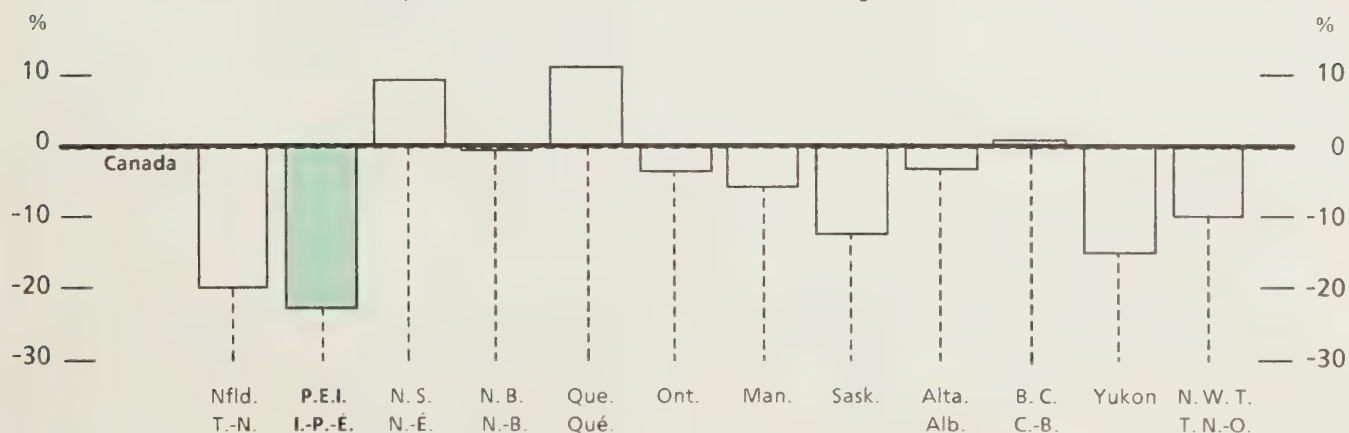 % %
10 10
0 0
Canada
-10 -10
-20 -20
-30 -30
Nfld. P.E.I. N. S. N. B. Que. Ont. Man. Sask. Alta. B. C. Yukon N. W. T.
T.-N. I.-P.-É. N.-É. N.-B. Qué. Alb. C.-B. T. N.-O.